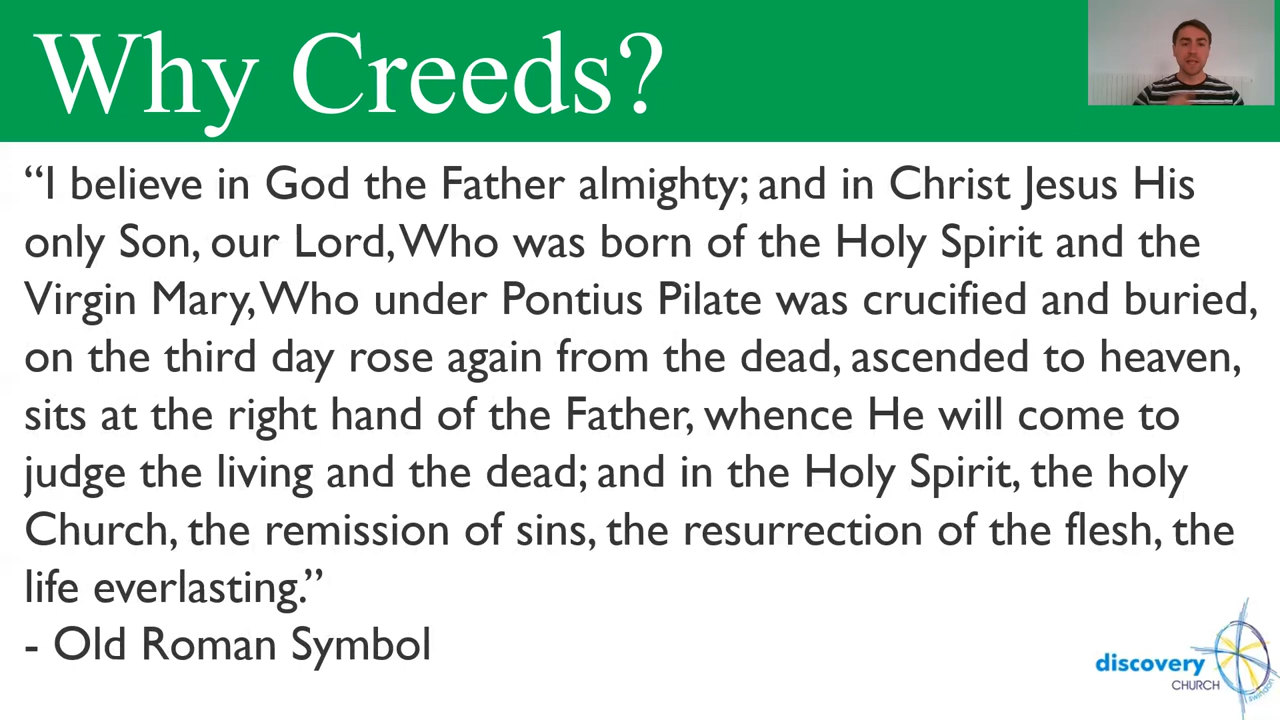 Why Creeds?
“I believe in God the Father almighty; and in Christ Jesus His
only Son, our Lord, Who was born of the Holy Spirit and the
Virgin Mary, Who under Pontius Pilate was crucified and buried,
on the third day rose again from the dead, ascended to heaven,
sits at the right hand of the Father, whence He will come to
judge the living and the dead; and in the Holy Spirit, the holy
Church, the remission of sins, the resurrection of the flesh, the
life everlasting.”
- Old Roman Symbol
discovery
CHURCH
swindon